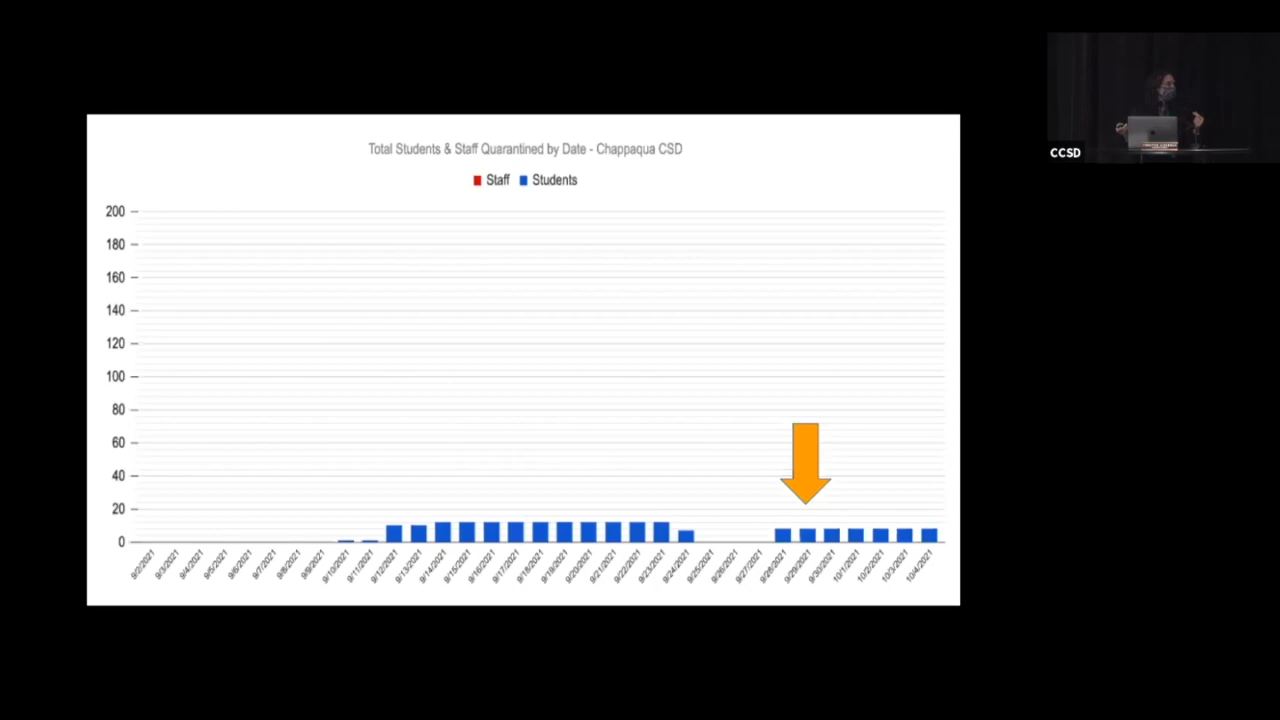 Total Students & Staff Quarantined by Date - Chappaqua CSD
Staff Students
200
180
160
140
120
100
80
60
40
20
0
9/2/2021 9/3/2021 9/4/2021 9/5/2021 9/6/2021 9/7/2021 9/8/2021 9/9/2021 9/10/2021 9/11/2021 9/12/2021 9/13/2021 9/14/2021 9/15/2021 9/16/2021 9/17/2021 9/18/2021 9/19/2021 9/20/2021 9/21/2021 9/22/2021 9/23/2021 9/24/2021 9/25/2021 9/26/2021 9/27/2021 9/28/2021 9/29/2021 9/30/2021 10/1/2021 10/2/2021 10/3/2021 10/4/2021
CCSD